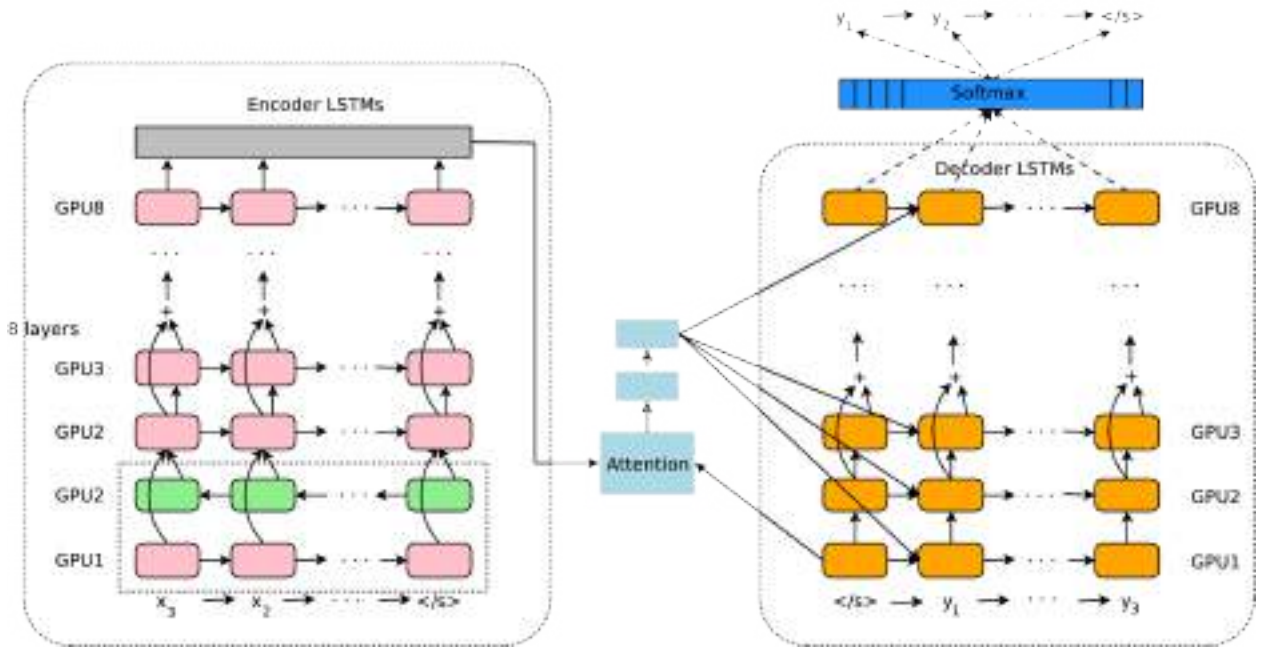 y1 y2 ... </s>
Softmax
Encoder LSTMs
Decoder LSTMs
GPU8
... ...
GPU8
... ... ...
... ... ...
+ + +
8 layers
GPU3
...
+ + +
GPU2
...
Attention
GPU3
...
GPU2
...
GPU2
...
GPU1
...
GPU1
...
x3 x2 ... </s>
</s> y1 ... y3